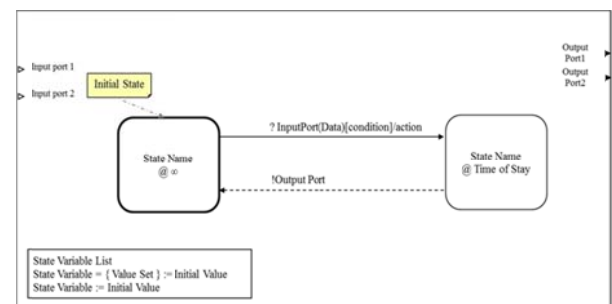 Input port 1
Input port 2
Initial State
Output
Port1
Output
Port2
? InputPort(Data)[condition]/action
State Name
@ ∞
State Name
@ Time of Stay
!Output Port
State Variable List
State Variable = { Value Set } := Initial Value
State Variable := Initial Value